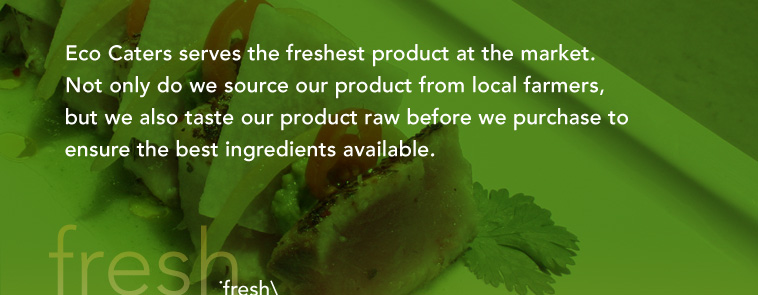 Eco Caters serves the freshest product at the market.
Not only do we source our product from local farmers,
but we also taste our product raw before we purchase to
ensure the best ingredients available.
fresh
˙fresh\